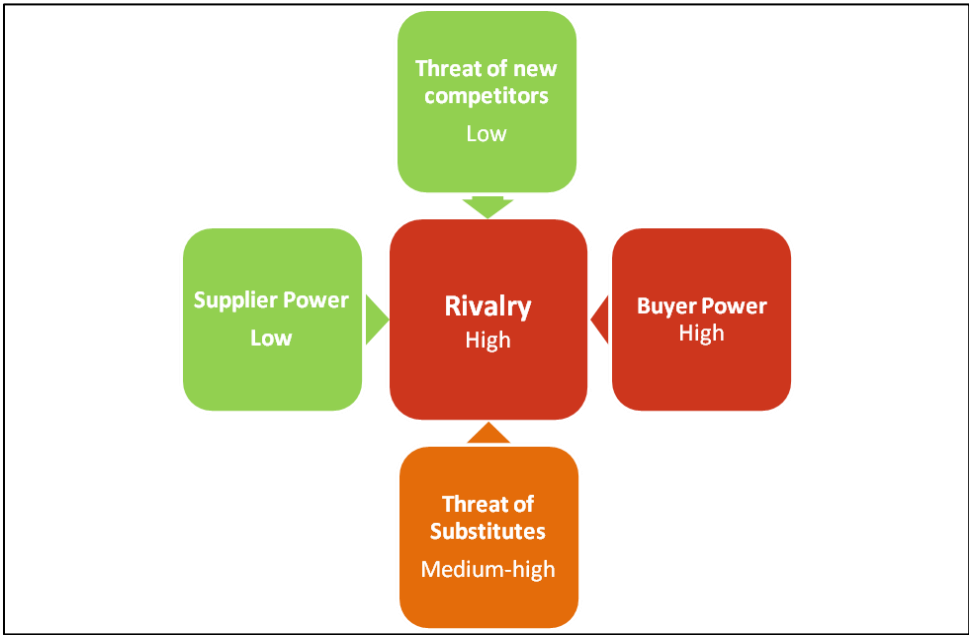 Threat of new
competitors
Low
Supplier Power
Low
Rivalry
High
Buyer Power
High
Threat of
Substitutes
Medium-high